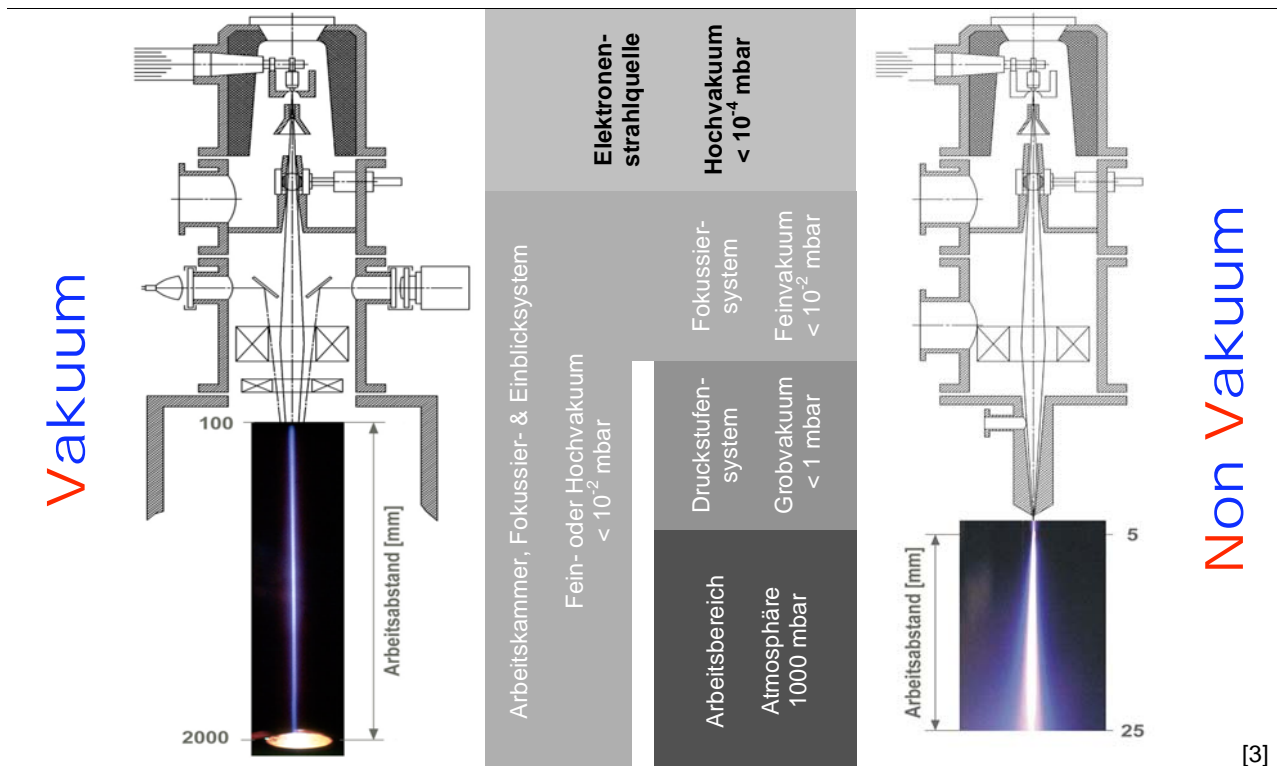 Vakuum
100
Arbeitsabstand [mm]
2000
Elektronen-
strahlquelle
Hochvakuum
< 10⁻⁴ mbar
Arbeitskammer, Fokussier- & Einblicksystem
Fein- oder Hochvakuum
< 10⁻² mbar
Fokussier-
system
Feinvakuum
< 10⁻² mbar
Druckstufen-
system
Grobvakuum
< 1 mbar
Arbeitsbereich
Atmosphäre
1000 mbar
Arbeitsabstand [mm]
5
25
Non Vakuum
[3]